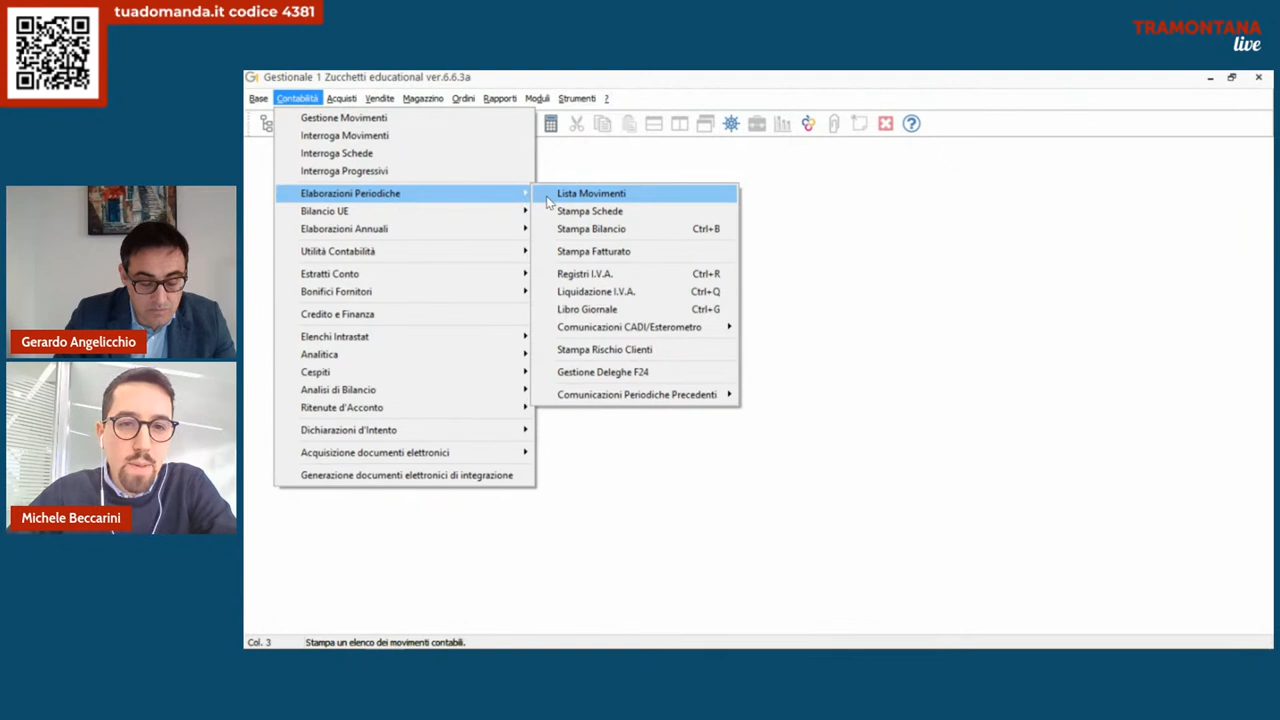 tuadomanda.it codice 4381
TRAMONTANA
live
Gestionale 1 Zucchetti educational ver.6.6.3a
Base Contabilità Acquisti Vendite Magazzino Ordini Rapporti Moduli Strumenti ?
Gestione Movimenti
Interroga Movimenti
Interroga Schede
Interroga Progressivi
Elaborazioni Periodiche
Bilancio UE
Elaborazioni Annuali
Utilità Contabilità
Estratti Conto
Bonifici Fornitori
Credito e Finanza
Elenchi Intrastat
Analitica
Cespiti
Analisi di Bilancio
Ritenute d'Acconto
Dichiarazioni d'Intento
Acquisizione documenti elettronici
Generazione documenti elettronici di integrazione
Lista Movimenti
Stampa Schede
Stampa Bilancio Ctrl+B
Stampa Fatturato
Registri I.V.A. Ctrl+R
Liquidazione I.V.A. Ctrl+Q
Libro Giornale Ctrl+G
Comunicazioni CADI/Esterometro
Stampa Rischio Clienti
Gestione Deleghe F24
Comunicazioni Periodiche Precedenti
Gerardo Angelicchio
Michele Beccarini
Col. 3 Stampa un elenco dei movimenti contabili.